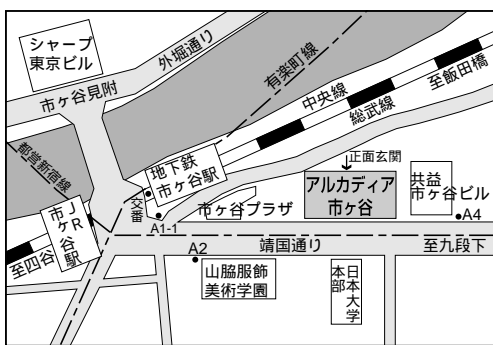 シャープ
東京ビル
外堀通り
市ヶ谷見附
有楽町線
中央線
総武線
至飯田橋
都営新宿線
地下鉄
市ヶ谷駅
交番
A1-1
市ヶ谷プラザ
正面玄関
アルカディア
市ヶ谷
共益
市ヶ谷ビル
A4
JR
市ヶ谷駅
至四谷
A2
靖国通り
至九段下
山脇服飾
美術学園
日本大学
本部